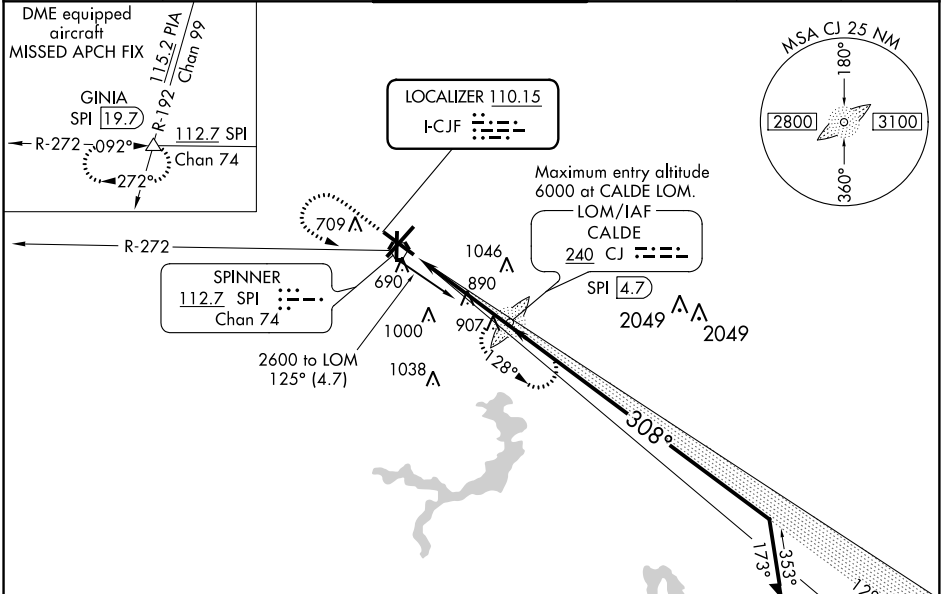 DME equipped
aircraft
MISSED APCH FIX
115.2 PIA
Chan 99
R-192
GINIA
SPI 19.7
R-272
092°
272°
112.7 SPI
Chan 74
LOCALIZER 110.15
I-CJF
MSA CJ 25 NM
180°
2800
3100
360°
Maximum entry altitude
6000 at CALDE LOM.
LOM/IAF
CALDE
240 CJ
SPI 4.7
709
R-272
SPINNER
112.7 SPI
Chan 74
690
1046
890
907
1000
1038
2049
2049
2600 to LOM
125° (4.7)
128°
308°
173°
353°